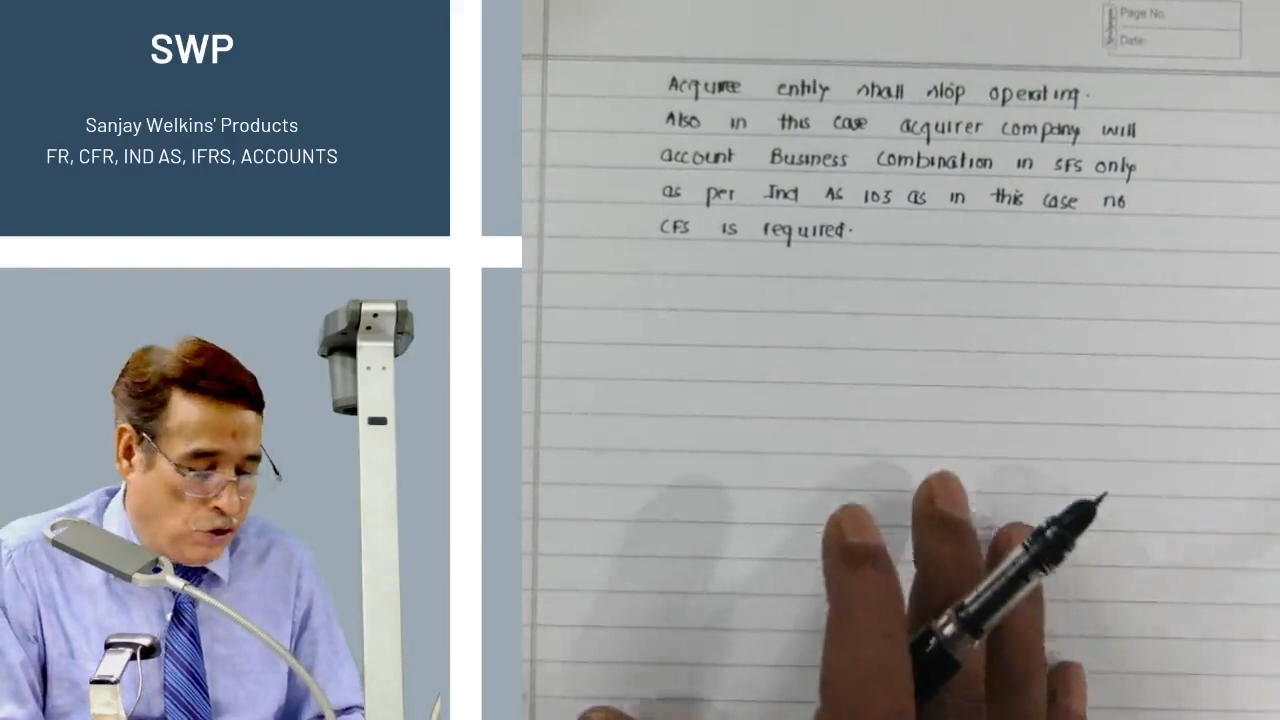 SWP
Sanjay Welkins' Products
FR, CFR, IND AS, IFRS, ACCOUNTS
Page No.
Date:
Acquiree entity shall stop operating.
Also in this case acquirer company will
account Business Combination in SFS only
as per Ind AS 103 as in this case no
CFS is required.